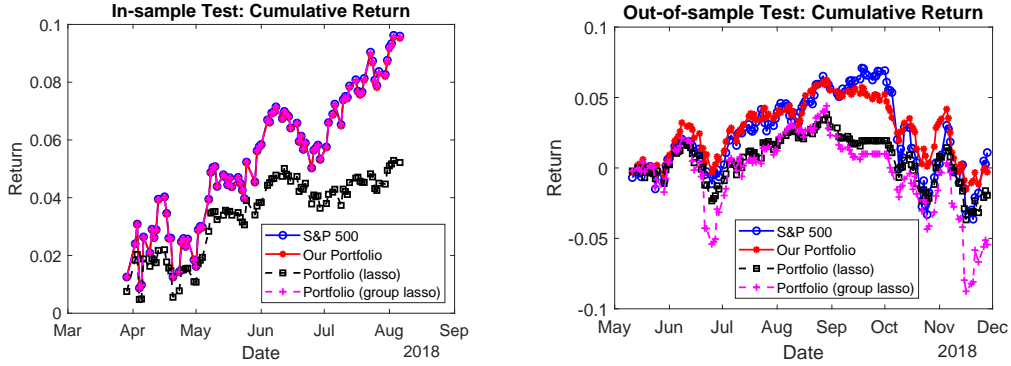 In-sample Test: Cumulative Return
0.1
0.08
0.06
0.04
0.02
0
Return
S&P 500
Our Portfolio
Portfolio (lasso)
Portfolio (group lasso)
Mar Apr May Jun Jul Aug Sep
Date
2018
Out-of-sample Test: Cumulative Return
0.1
0.05
0
-0.05
-0.1
Return
S&P 500
Our Portfolio
Portfolio (lasso)
Portfolio (group lasso)
May Jun Jul Aug Sep Oct Nov Dec
Date
2018